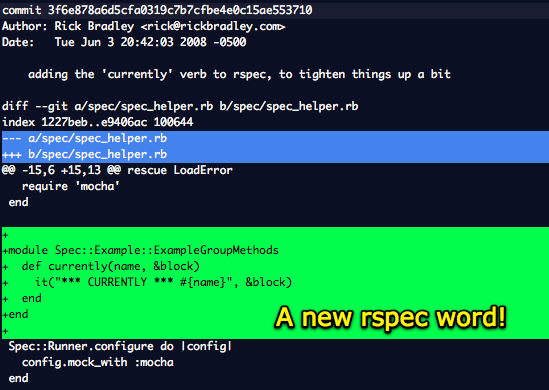 commit 3f6e878a6d5cfa0319c7b7cfbe4e0c15ae553710
Author: Rick Bradley <rick@rickbradley.com>
Date:   Tue Jun 3 20:42:03 2008 -0500
    adding the 'currently' verb to rspec, to tighten things up a bit
diff --git a/spec/spec_helper.rb b/spec/spec_helper.rb
index 1227beb..e9406ac 100644
--- a/spec/spec_helper.rb
+++ b/spec/spec_helper.rb
@@ -15,6 +15,13 @@ rescue LoadError
   require 'mocha'
 end
+
+module Spec::Example::ExampleGroupMethods
+  def currently(name, &block)
+    it("*** CURRENTLY *** #{name}", &block)
+  end
+end
+
A new rspec word!
 Spec::Runner.configure do |config|
   config.mock_with :mocha
 end